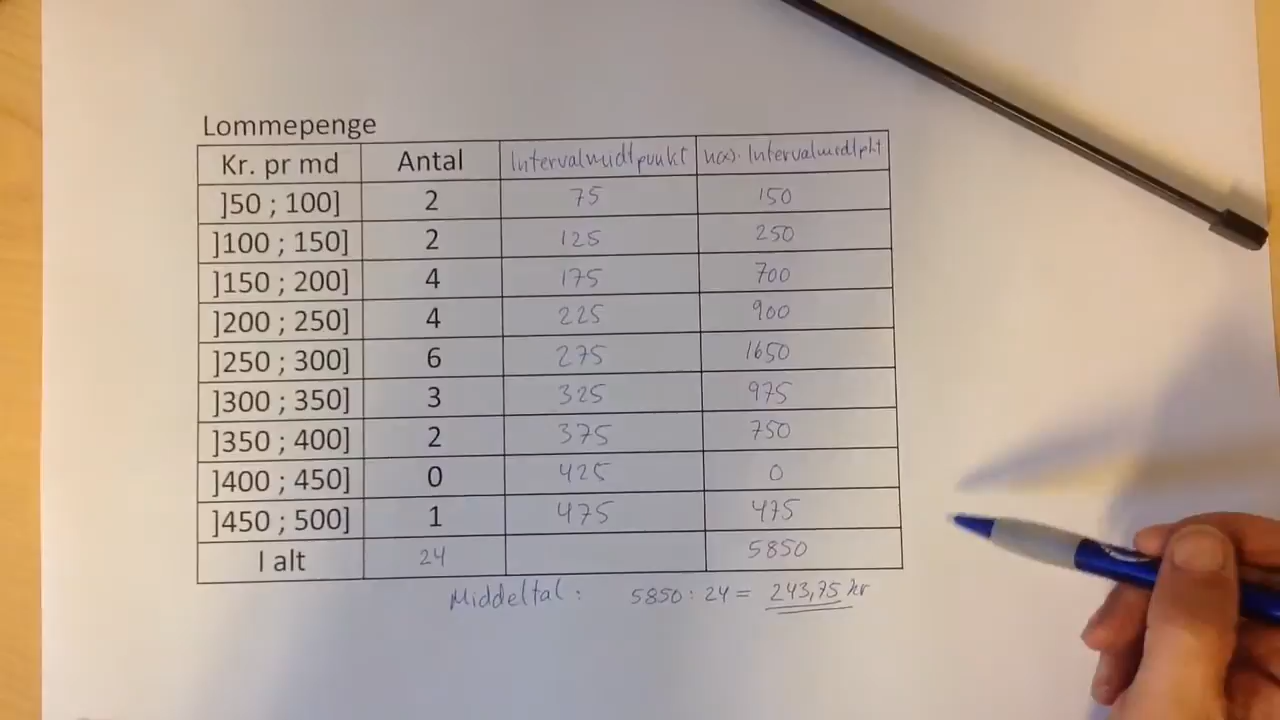 Lommepenge
Kr. pr md Antal Intervalmidtpunkt h(x). Intervalmidtpkt
]50 ; 100] 2 75 150
]100 ; 150] 2 125 250
]150 ; 200] 4 175 700
]200 ; 250] 4 225 900
]250 ; 300] 6 275 1650
]300 ; 350] 3 325 975
]350 ; 400] 2 375 750
]400 ; 450] 0 425 0
]450 ; 500] 1 475 475
I alt 24 5850
Middeltal : 5850 : 24 = 243,75 kr